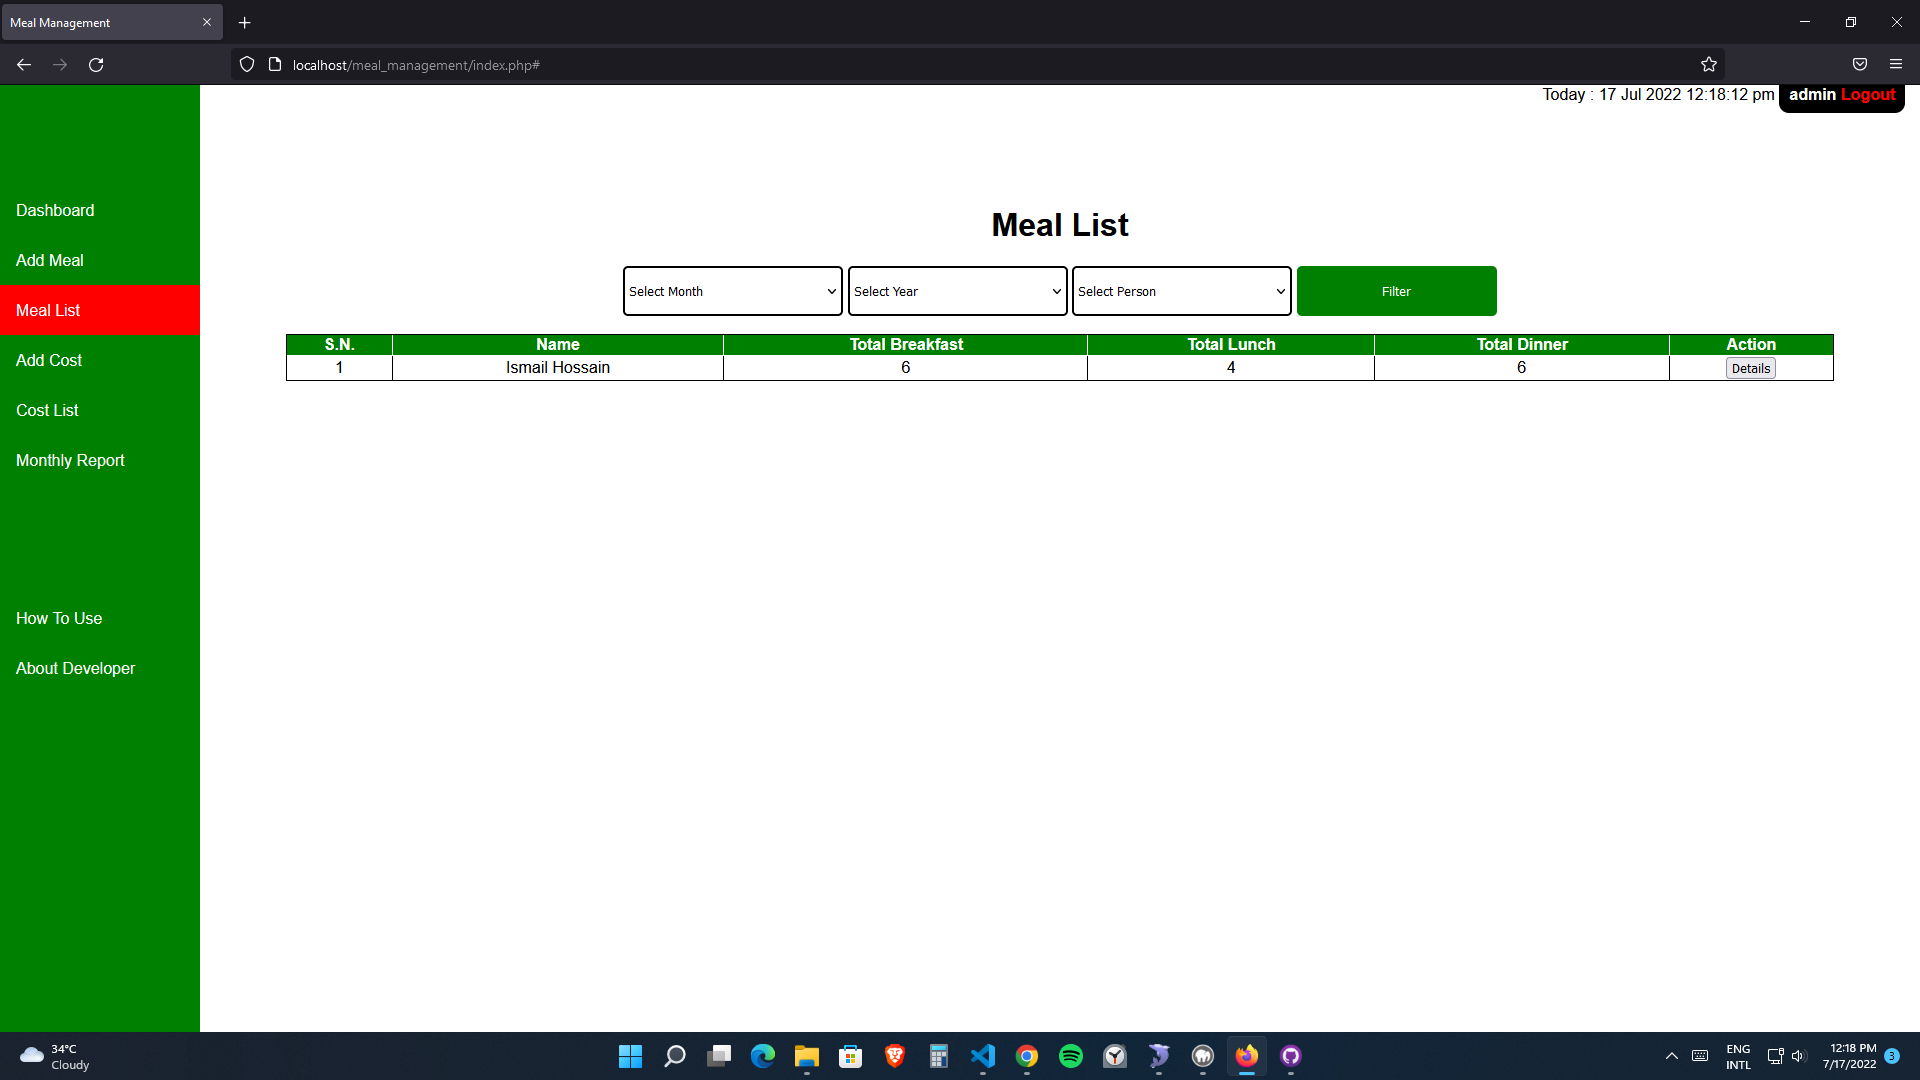 Meal Management
localhost/meal_management/index.php#
Today : 17 Jul 2022 12:18:12 pm admin Logout
Dashboard
Add Meal
Meal List
Add Cost
Cost List
Monthly Report
How To Use
About Developer
Meal List
Select Month Select Year Select Person Filter
S.N. Name Total Breakfast Total Lunch Total Dinner Action
1 Ismail Hossain 6 4 6 Details
34°C
Cloudy
ENG
INTL
12:18 PM
7/17/2022
3